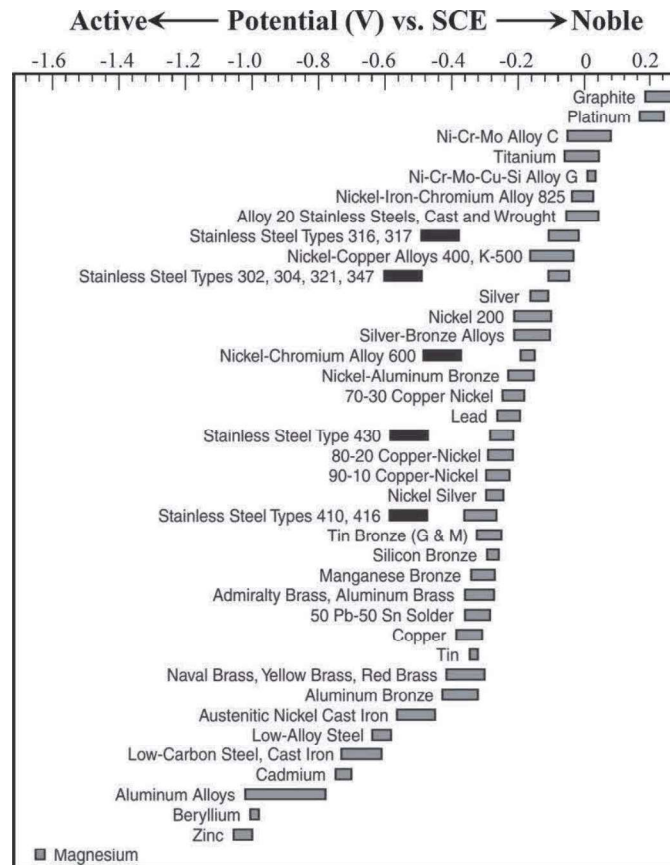 Active ← Potential (V) vs. SCE → Noble
-1.6 -1.4 -1.2 -1.0 -0.8 -0.6 -0.4 -0.2 0 0.2
Graphite
Platinum
Ni-Cr-Mo Alloy C
Titanium
Ni-Cr-Mo-Cu-Si Alloy G
Nickel-Iron-Chromium Alloy 825
Alloy 20 Stainless Steels, Cast and Wrought
Stainless Steel Types 316, 317
Nickel-Copper Alloys 400, K-500
Stainless Steel Types 302, 304, 321, 347
Silver
Nickel 200
Silver-Bronze Alloys
Nickel-Chromium Alloy 600
Nickel-Aluminum Bronze
70-30 Copper Nickel
Lead
Stainless Steel Type 430
80-20 Copper-Nickel
90-10 Copper-Nickel
Nickel Silver
Stainless Steel Types 410, 416
Tin Bronze (G & M)
Silicon Bronze
Manganese Bronze
Admiralty Brass, Aluminum Brass
50 Pb-50 Sn Solder
Copper
Tin
Naval Brass, Yellow Brass, Red Brass
Aluminum Bronze
Austenitic Nickel Cast Iron
Low-Alloy Steel
Low-Carbon Steel, Cast Iron
Cadmium
Aluminum Alloys
Beryllium
Zinc
Magnesium